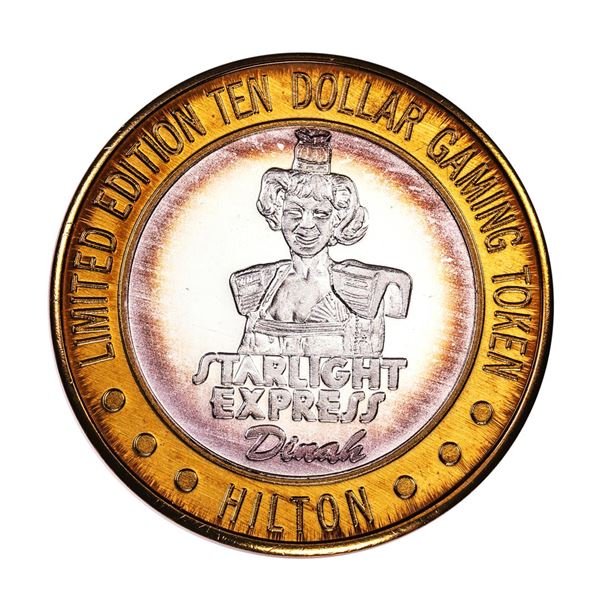 LIMITED EDITION TEN DOLLAR GAMING TOKEN
STARLIGHT
EXPRESS
Dinah
HILTON